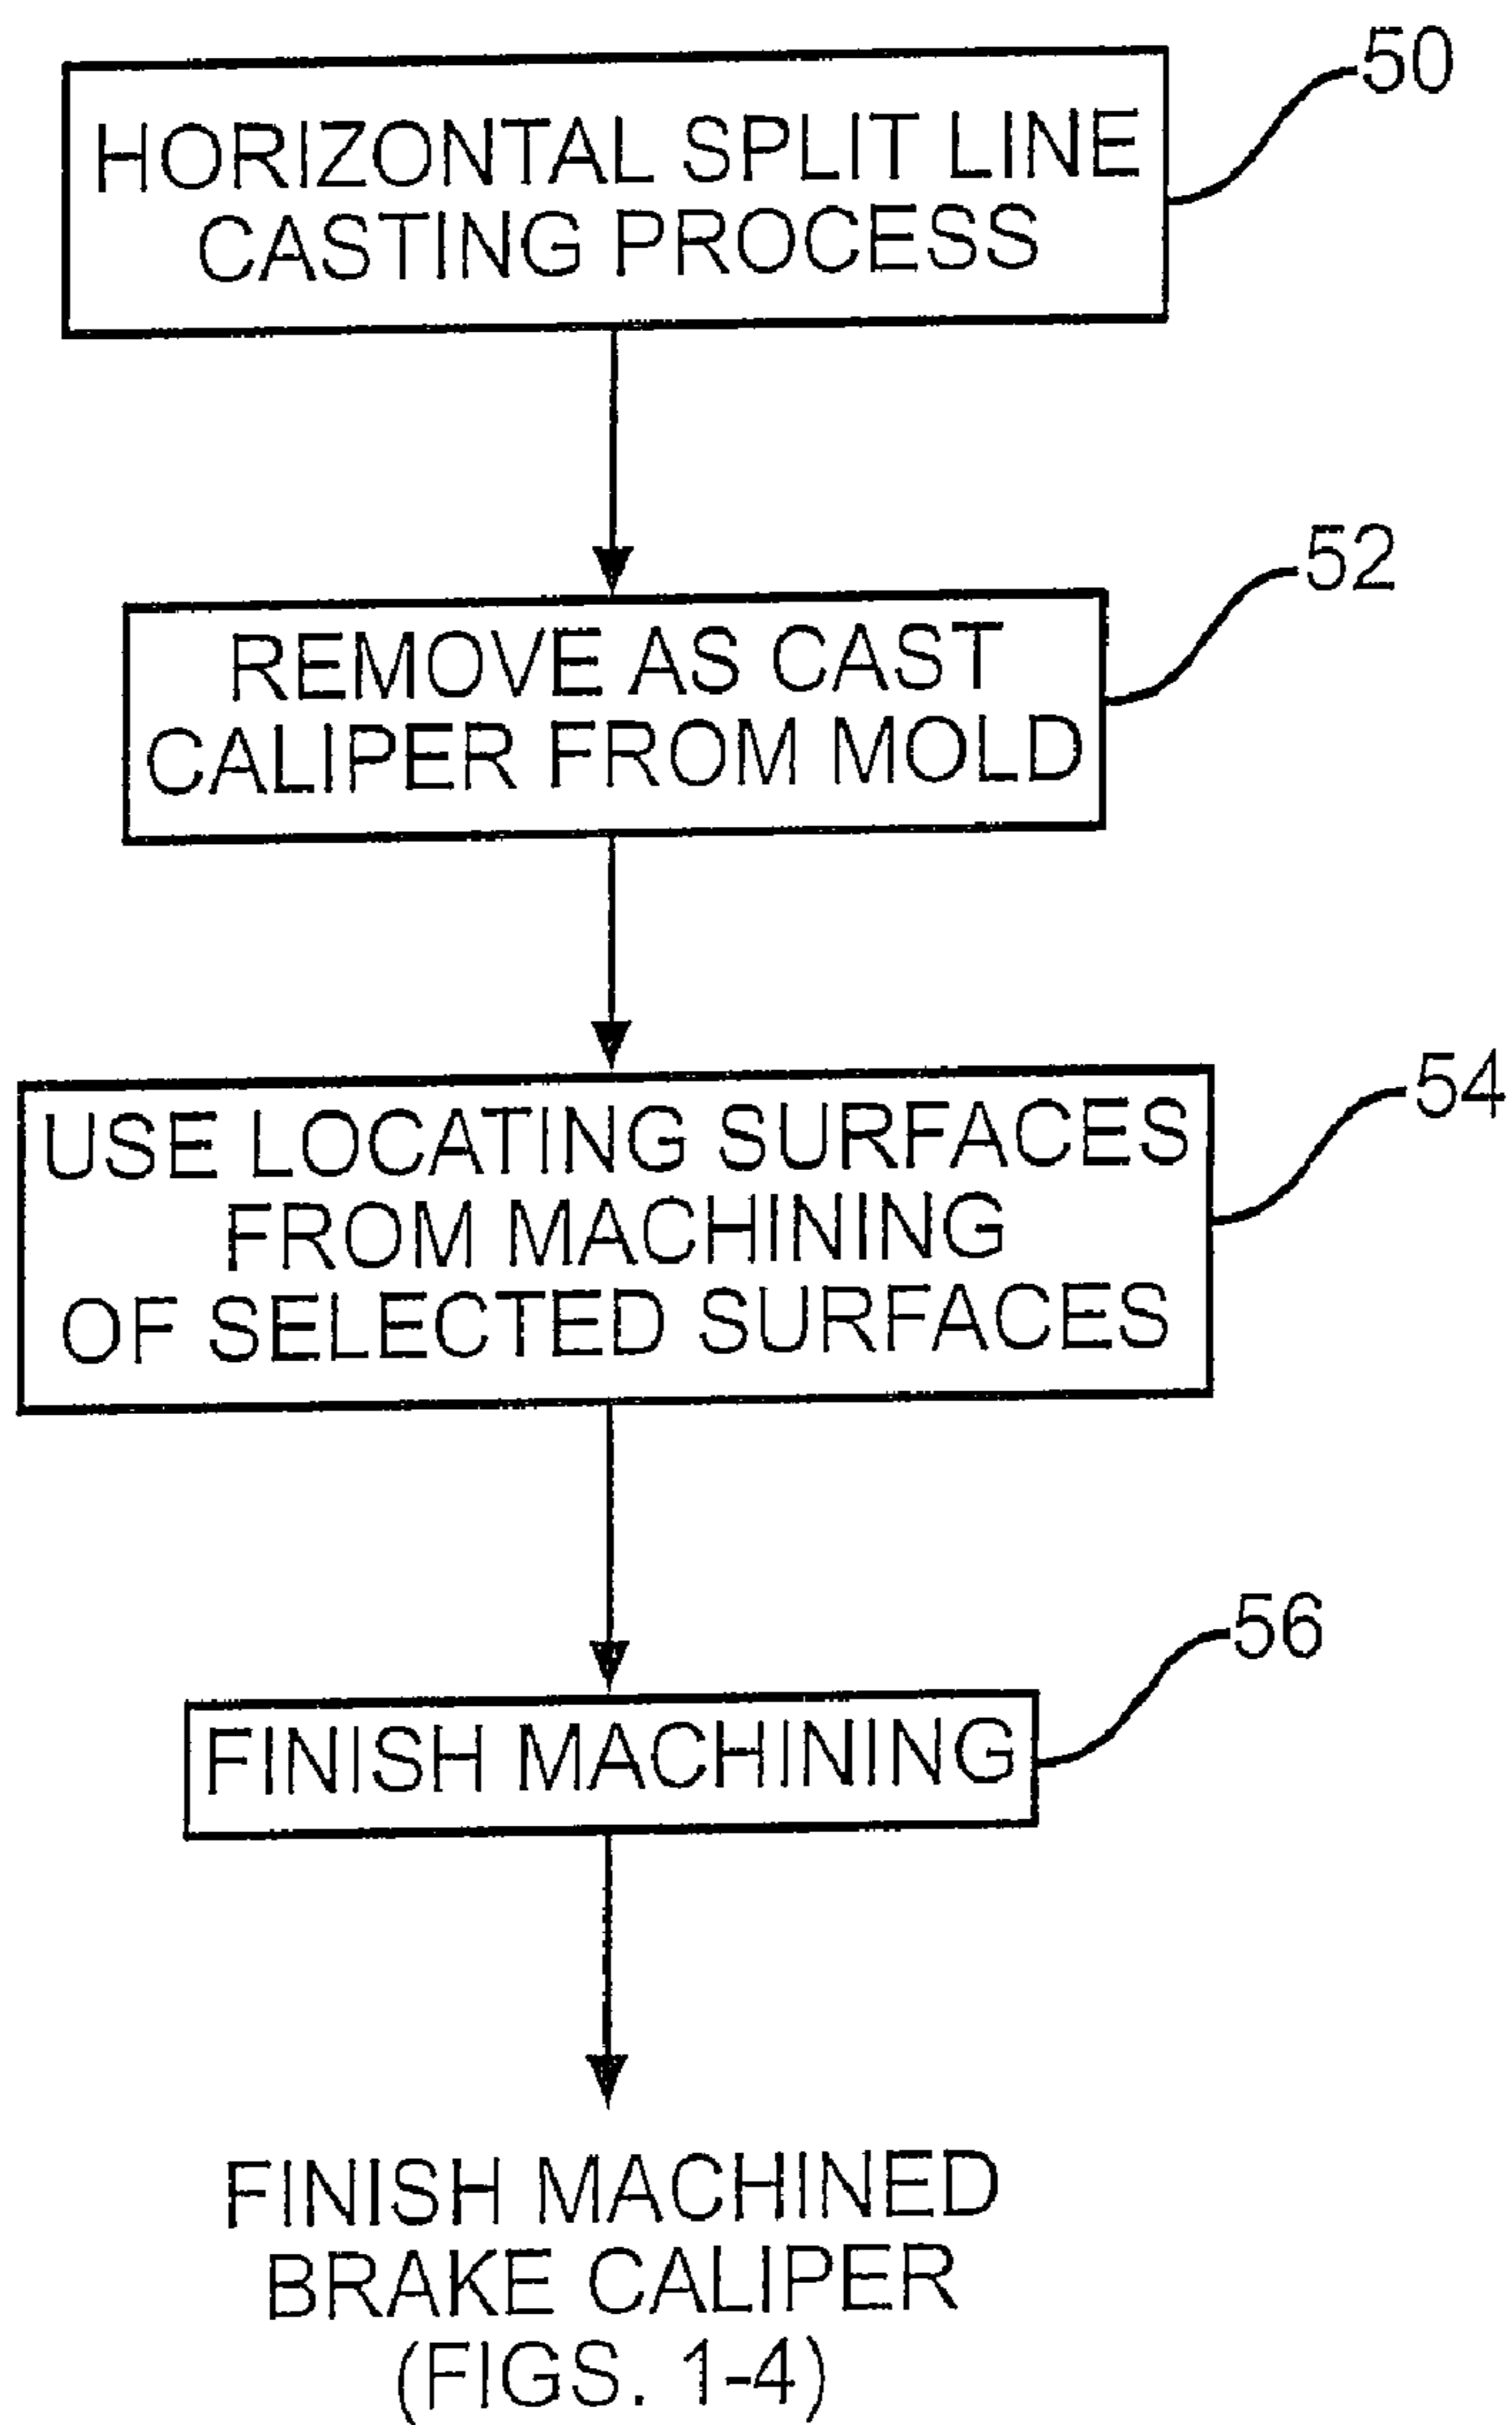 50
HORIZONTAL SPLIT LINE
CASTING PROCESS
52
REMOVE AS CAST
CALIPER FROM MOLD
54
USE LOCATING SURFACES
FROM MACHINING
OF SELECTED SURFACES
56
FINISH MACHINING
FINISH MACHINED
BRAKE CALIPER
(FIGS. 1-4)